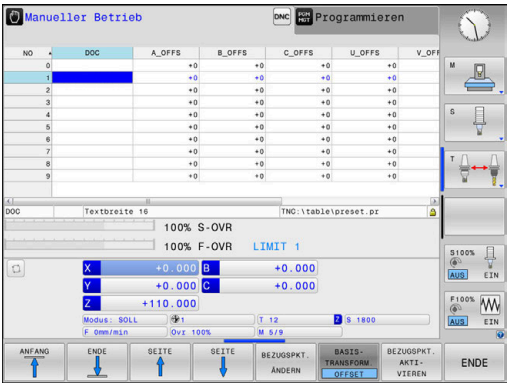 Manueller Betrieb DNC PGM MGT Programmieren
NO DOC A_OFFS B_OFFS C_OFFS U_OFFS V_OFF
0 +0 +0 +0 +0
1 +0 +0 +0 +0
2 +0 +0 +0 +0
3 +0 +0 +0 +0
4 +0 +0 +0 +0
5 +0 +0 +0 +0
6 +0 +0 +0 +0
7 +0 +0 +0 +0
8 +0 +0 +0 +0
9 +0 +0 +0 +0
M
S
T
DOC Textbreite 16 TNC:\table\preset.pr
100% S-OVR
100% F-OVR LIMIT 1
X +0.000 B +0.000
Y +0.000 C +0.000
Z +110.000
Modus: SOLL 1 T 12 Z S 1800
F 0mm/min Ovr 100% M 5/9
S100%
AUS EIN
F100%
AUS EIN
ANFANG
ENDE
SEITE
SEITE
BEZUGSPKT.
ÄNDERN
BASIS-
TRANSFORM.
OFFSET
BEZUGSPKT.
AKTI-
VIEREN
ENDE